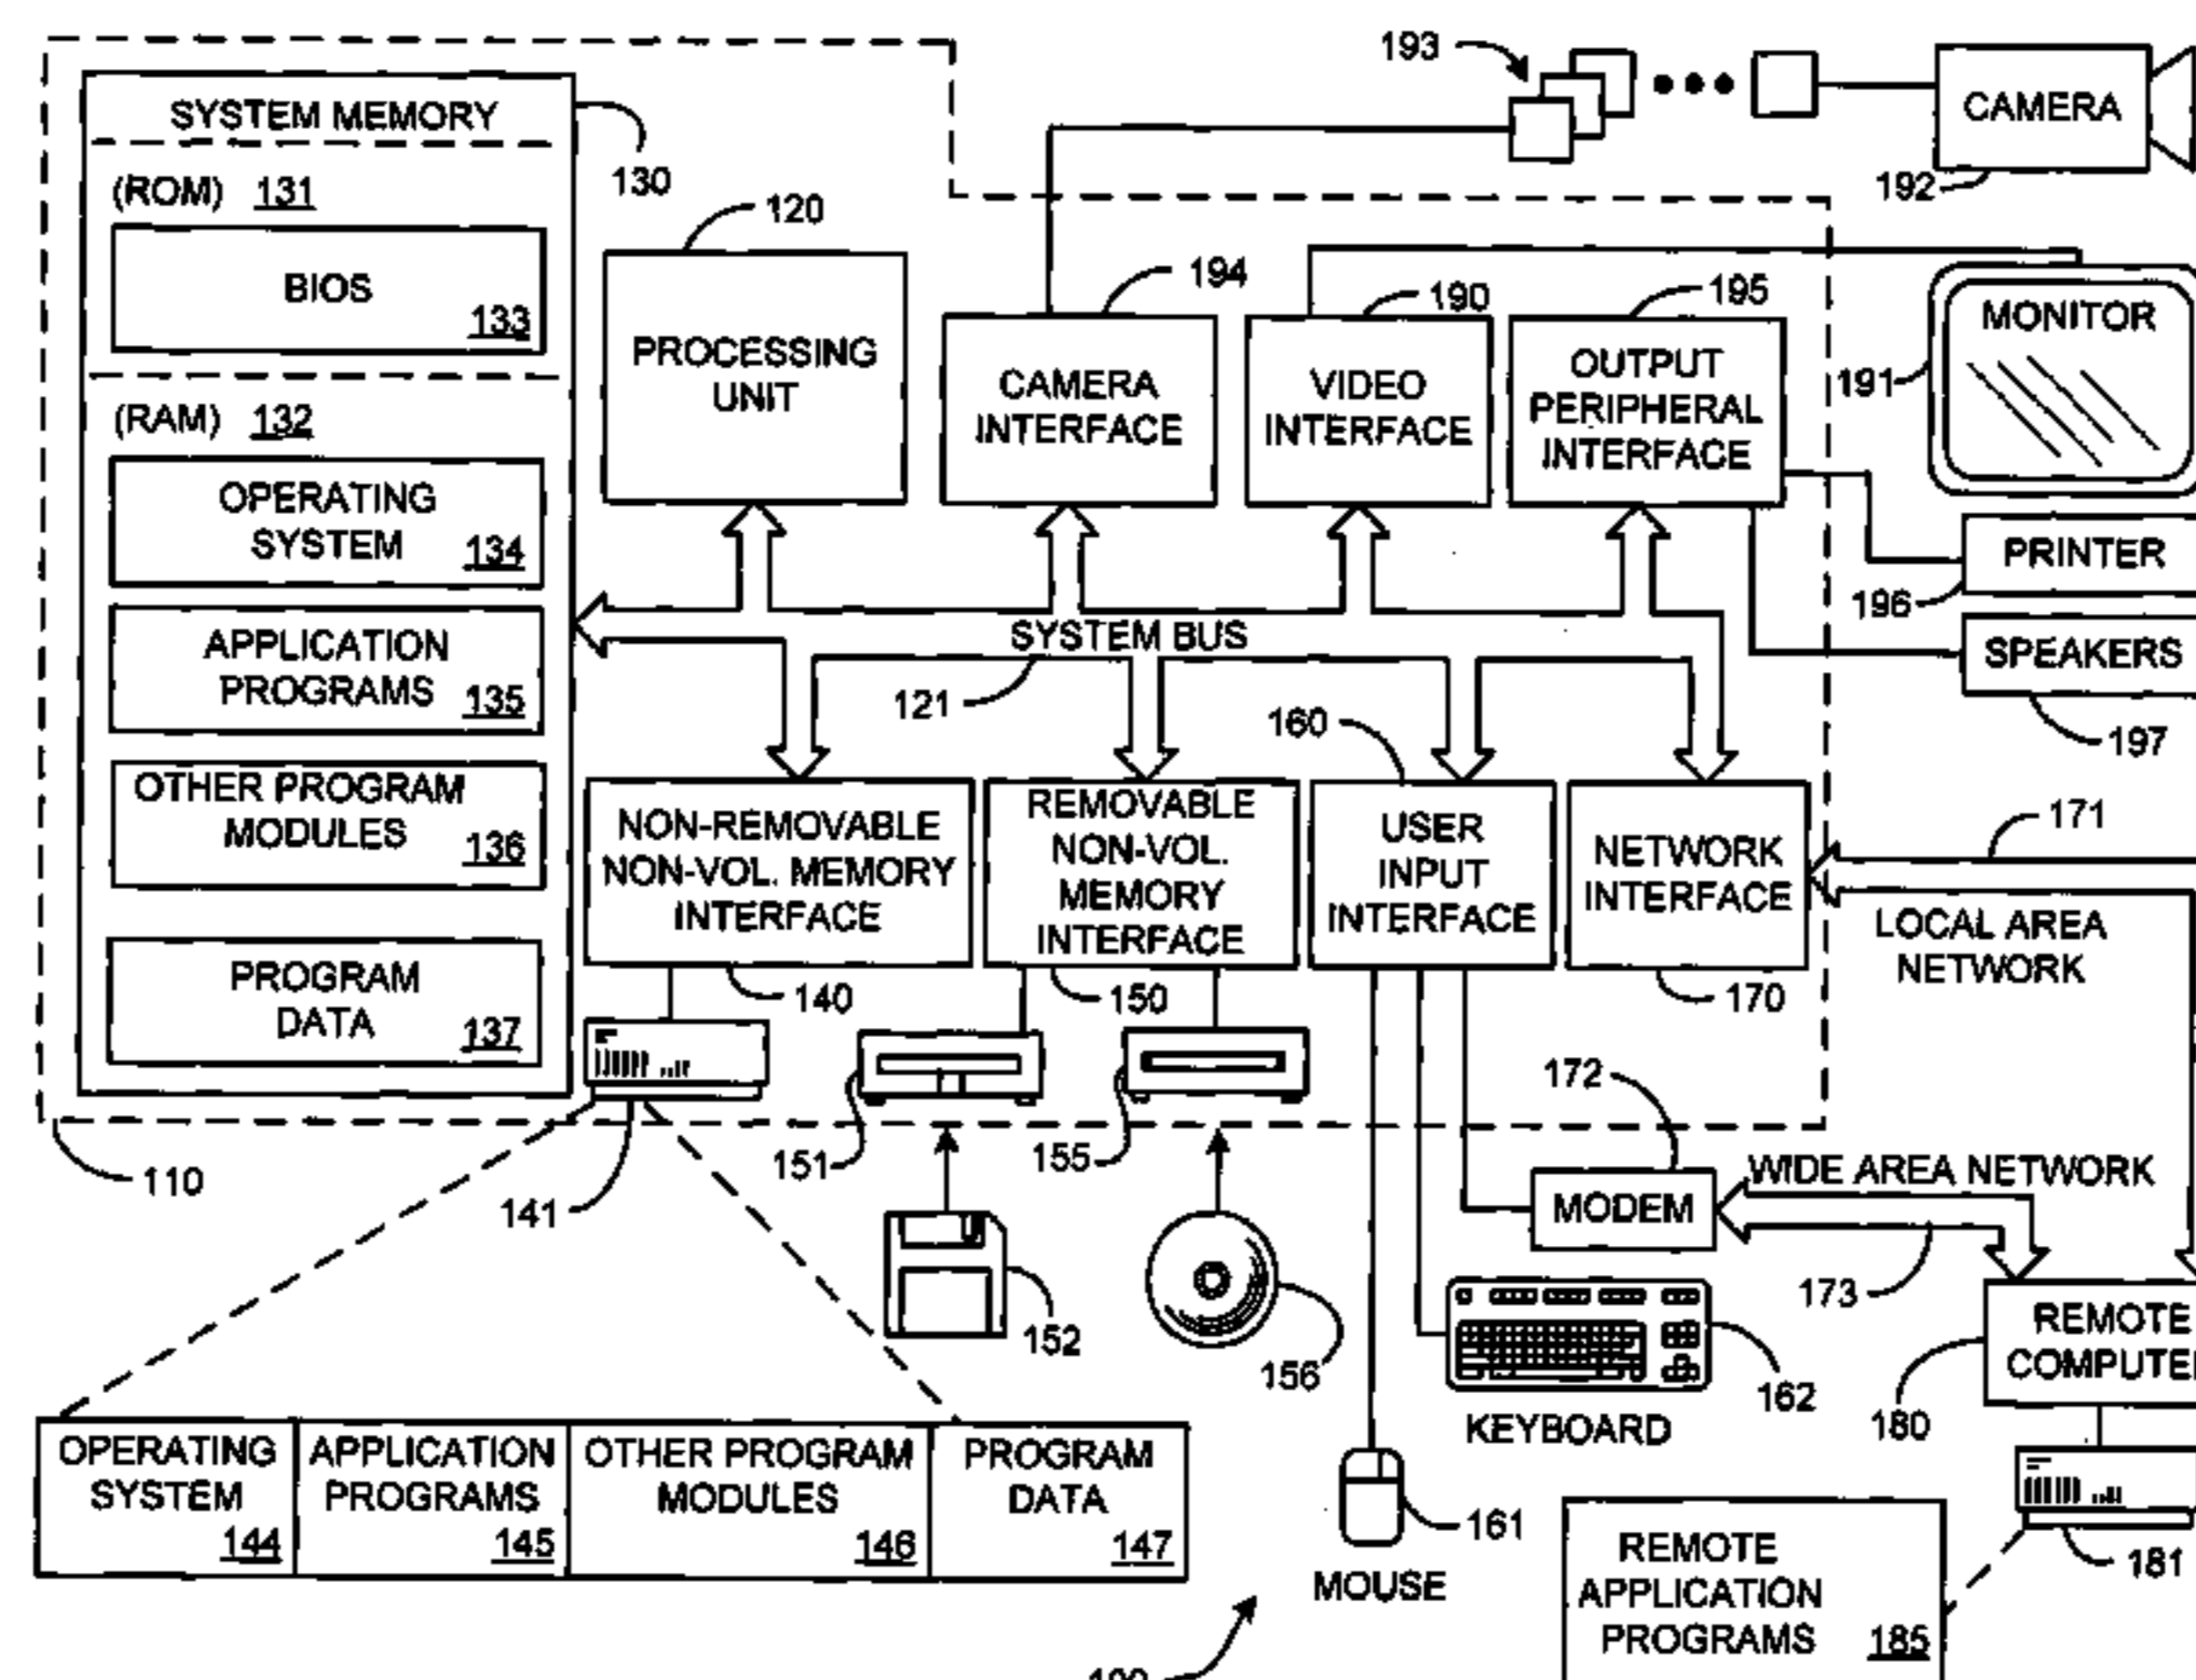 193
CAMERA
192
SYSTEM MEMORY
130
(ROM) 131
BIOS
133
(RAM) 132
OPERATING
SYSTEM 134
APPLICATION
PROGRAMS 135
OTHER PROGRAM
MODULES 136
PROGRAM
DATA 137
120
PROCESSING
UNIT
194
CAMERA
INTERFACE
190
VIDEO
INTERFACE
195
OUTPUT
PERIPHERAL
INTERFACE
MONITOR
191
PRINTER
196
SPEAKERS
197
SYSTEM BUS
121
160
NON-REMOVABLE
NON-VOL. MEMORY
INTERFACE
140
REMOVABLE
NON-VOL.
MEMORY
INTERFACE
150
USER
INPUT
INTERFACE
NETWORK
INTERFACE
170
171
LOCAL AREA
NETWORK
172
110
141
151
155
152
156
MODEM
WIDE AREA NETWORK
173
162
KEYBOARD
REMOTE
180
181
OPERATING
SYSTEM
144
APPLICATION
PROGRAMS
145
OTHER PROGRAM
MODULES
146
PROGRAM
DATA
147
161
MOUSE
REMOTE
APPLICATION
PROGRAMS 185